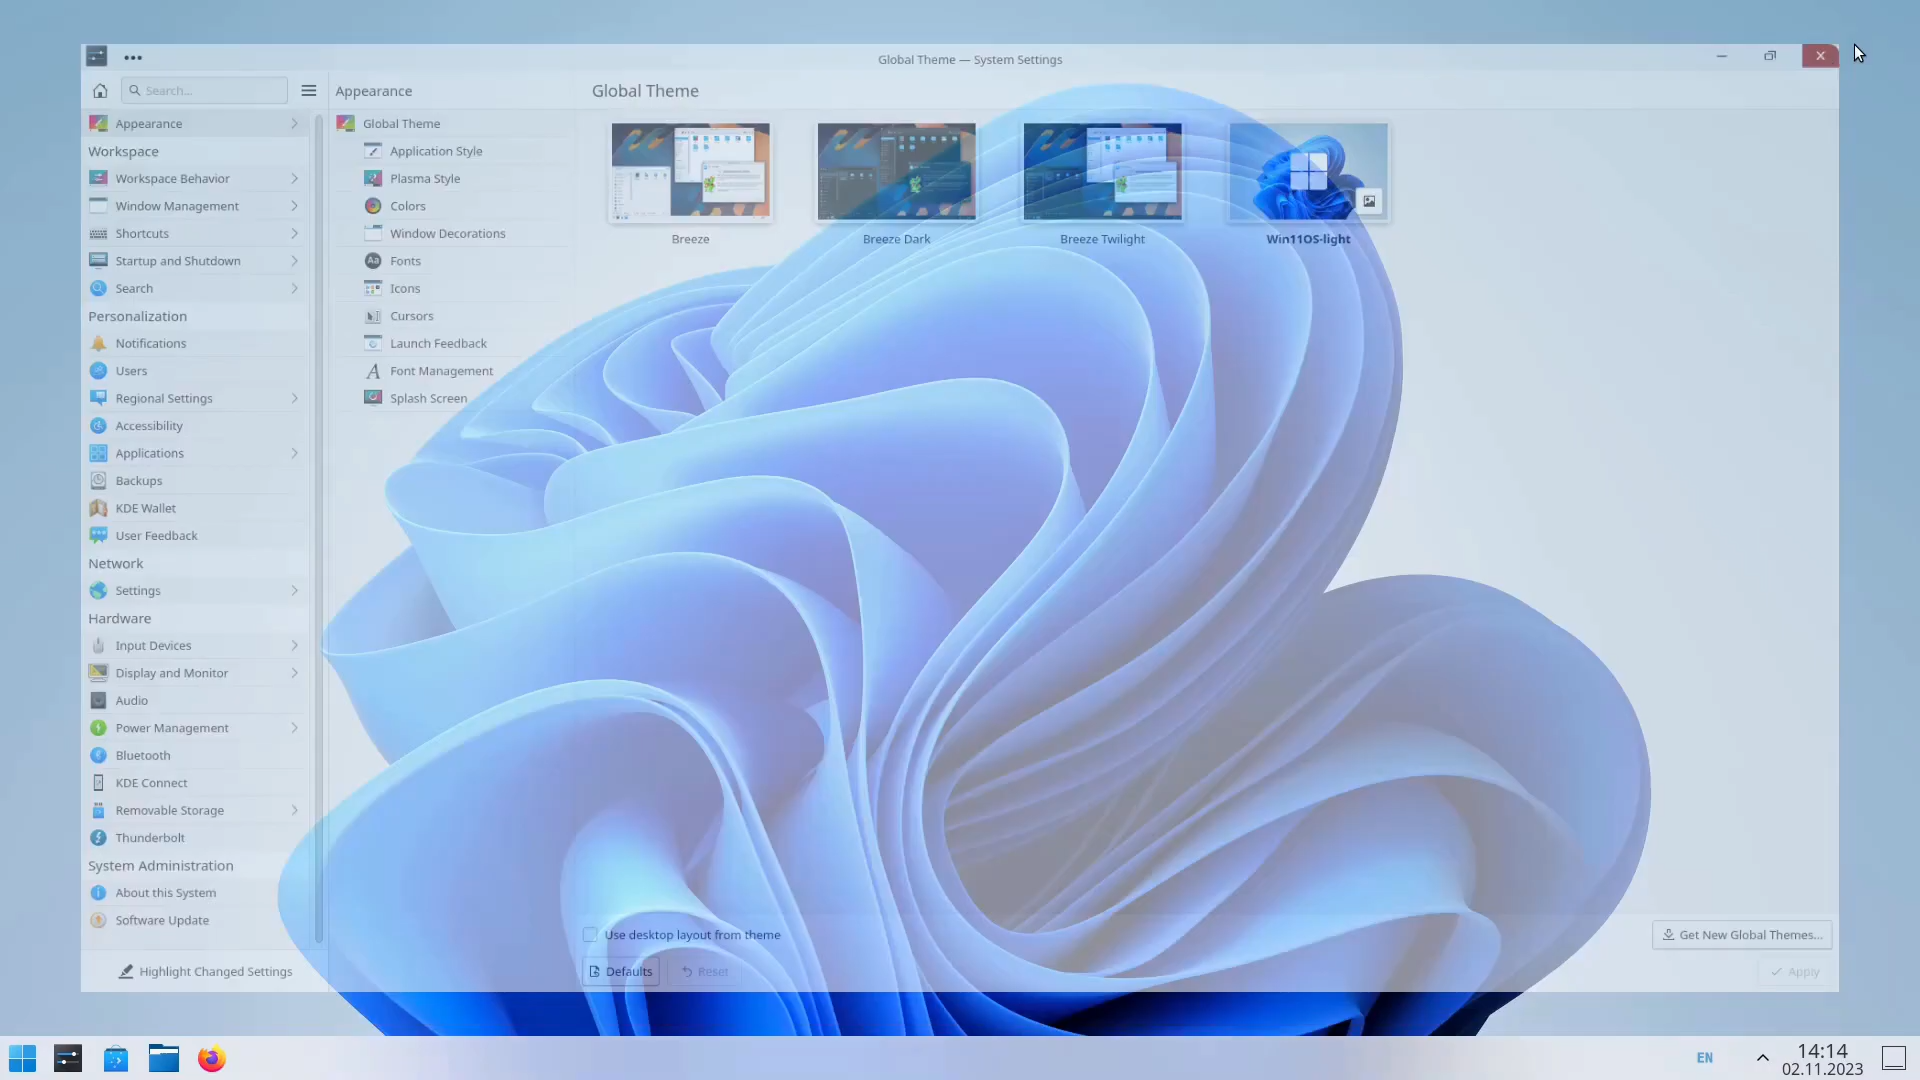 Global Theme — System Settings
Search...
Appearance
Global Theme
Appearance
Workspace
Workspace Behavior
Window Management
Shortcuts
Startup and Shutdown
Search
Personalization
Notifications
Users
Regional Settings
Accessibility
Applications
Backups
KDE Wallet
User Feedback
Network
Settings
Hardware
Input Devices
Display and Monitor
Audio
Power Management
Bluetooth
KDE Connect
Removable Storage
Thunderbolt
System Administration
About this System
Software Update
Highlight Changed Settings
Global Theme
Application Style
Plasma Style
Colors
Window Decorations
Fonts
Icons
Cursors
Launch Feedback
Font Management
Splash Screen
Breeze
Breeze Dark
Breeze Twilight
Win11OS-light
Use desktop layout from theme
Get New Global Themes...
Defaults
Reset
Apply
EN
14:14
02.11.2023